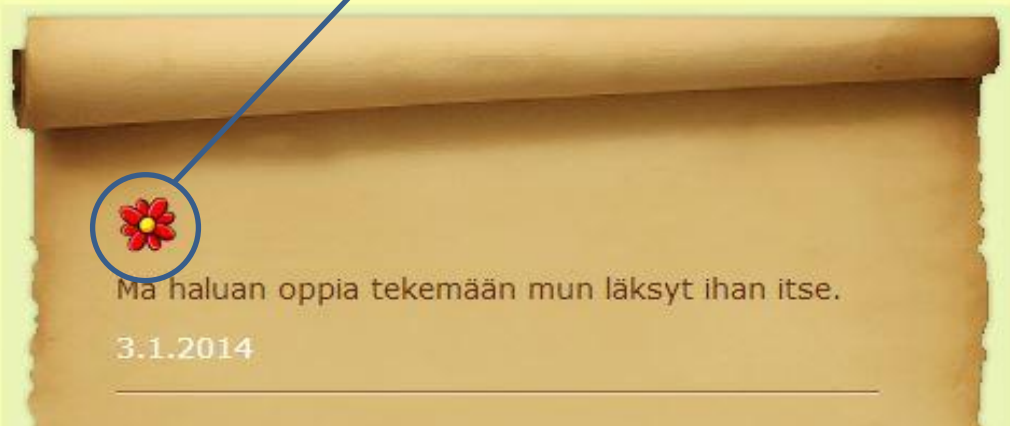 Mä haluan oppia tekemään mun läksyt ihan itse.
3.1.2014